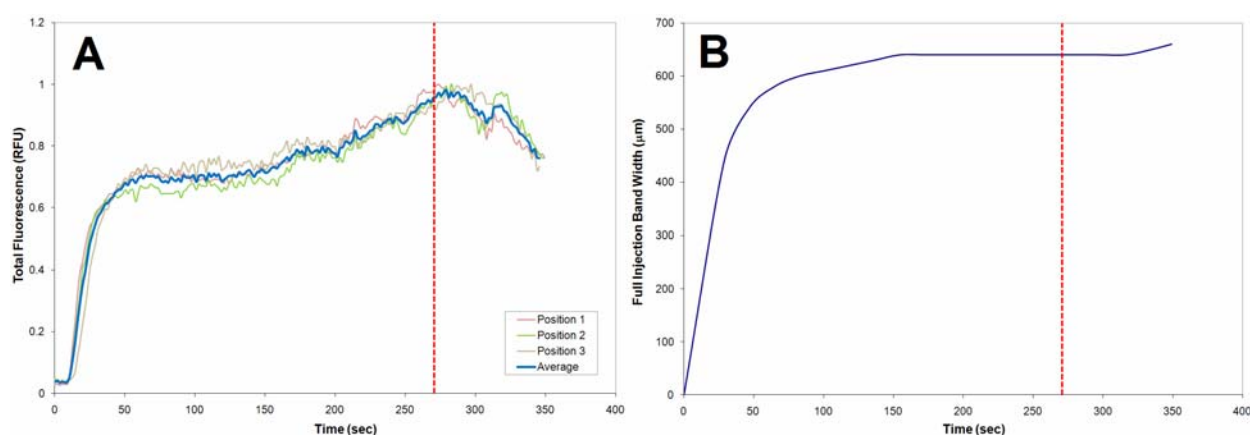 A
Total Fluorescence (RFU)
1.2
1
0.8
0.6
0.4
0.2
0
0 50 100 150 200 250 300 350 400
Time (sec)
Position 1
Position 2
Position 3
Average
B
Full Injection Band Width (μm)
700
600
500
400
300
200
100
0
0 50 100 150 200 250 300 350 400
Time (sec)